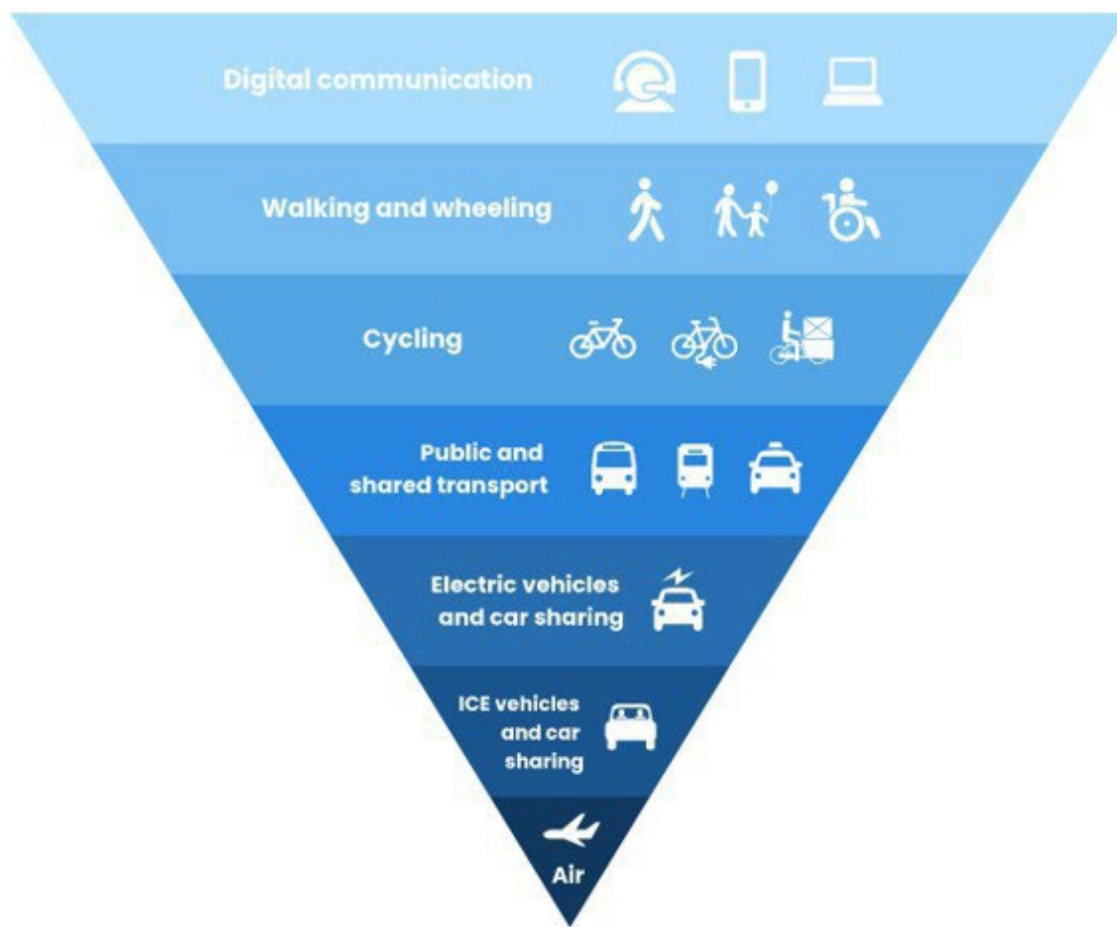 Digital communication
Walking and wheeling
Cycling
Public and
shared transport
Electric vehicles
and car sharing
ICE vehicles
and car
sharing
Air